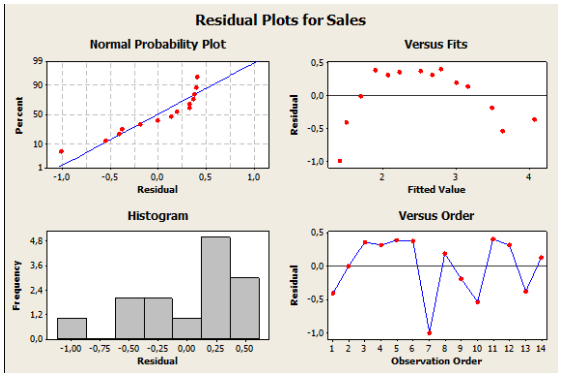 Residual Plots for Sales
Normal Probability Plot
99
90
50
10
1
Percent
-1,0 -0,5 0,0 0,5 1,0
Residual
Versus Fits
0,5
0,0
-0,5
-1,0
Residual
2 3 4
Fitted Value
Histogram
4,8
3,6
2,4
1,2
0,0
Frequency
-1,00 -0,75 -0,50 -0,25 0,00 0,25 0,50
Residual
Versus Order
0,5
0,0
-0,5
-1,0
Residual
1 2 3 4 5 6 7 8 9 10 11 12 13 14
Observation Order